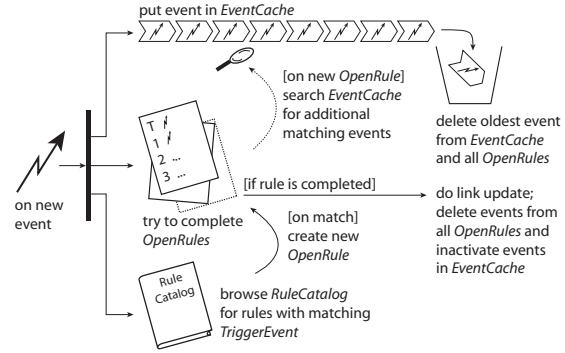 put event in EventCache
[on new OpenRule]
search EventCache
for additional
matching events
delete oldest event
from EventCache
and all OpenRules
T
1
2 ...
3 ...
on new
event
try to complete
OpenRules
[if rule is completed]
do link update;
delete events from
all OpenRules and
inactivate events
in EventCache
[on match]
create new
OpenRule
Rule
Catalog
browse RuleCatalog
for rules with matching
TriggerEvent